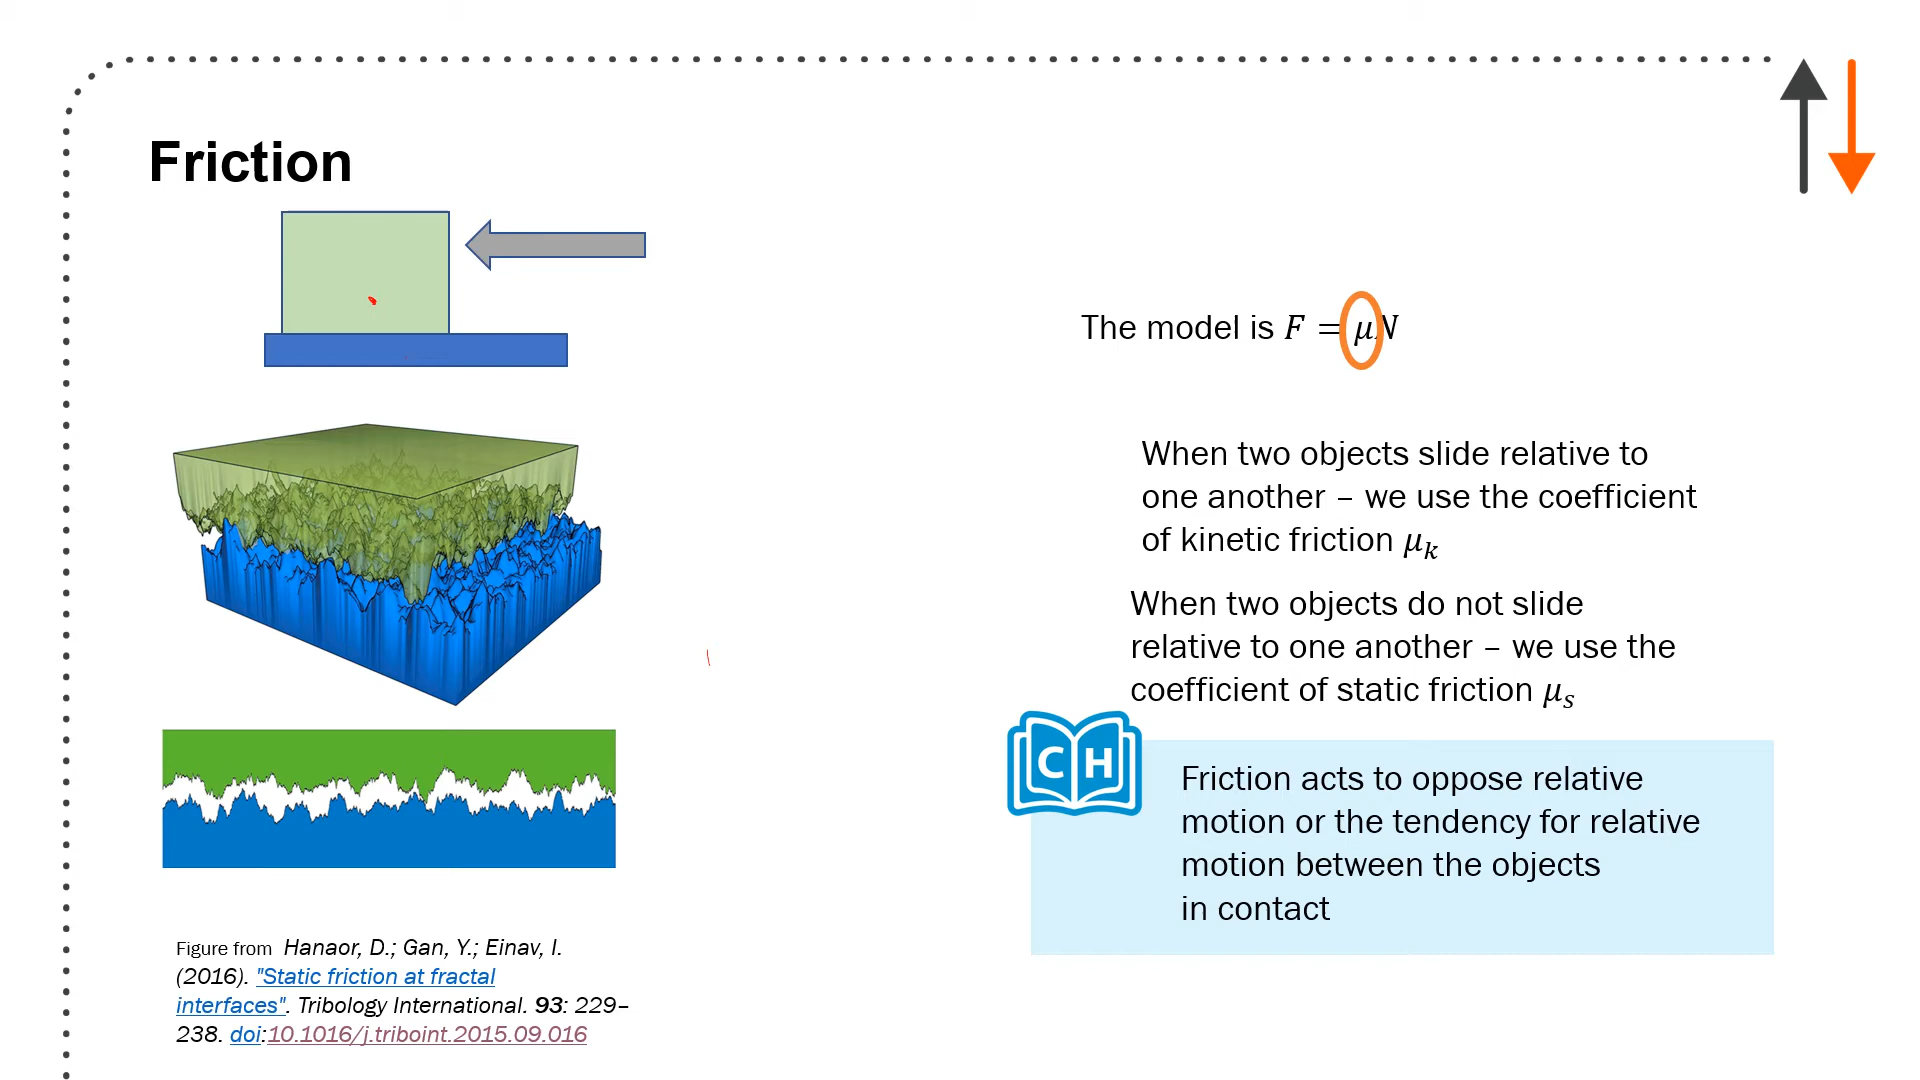 Friction
The model is F = μN
When two objects slide relative to
one another – we use the coefficient
of kinetic friction μₖ
When two objects do not slide
relative to one another – we use the
coefficient of static friction μₛ
C H
Friction acts to oppose relative
motion or the tendency for relative
motion between the objects
in contact
Figure from Hanaor, D.; Gan, Y.; Einav, I.
(2016). "Static friction at fractal
interfaces". Tribology International. 93: 229–
238. doi:10.1016/j.triboint.2015.09.016